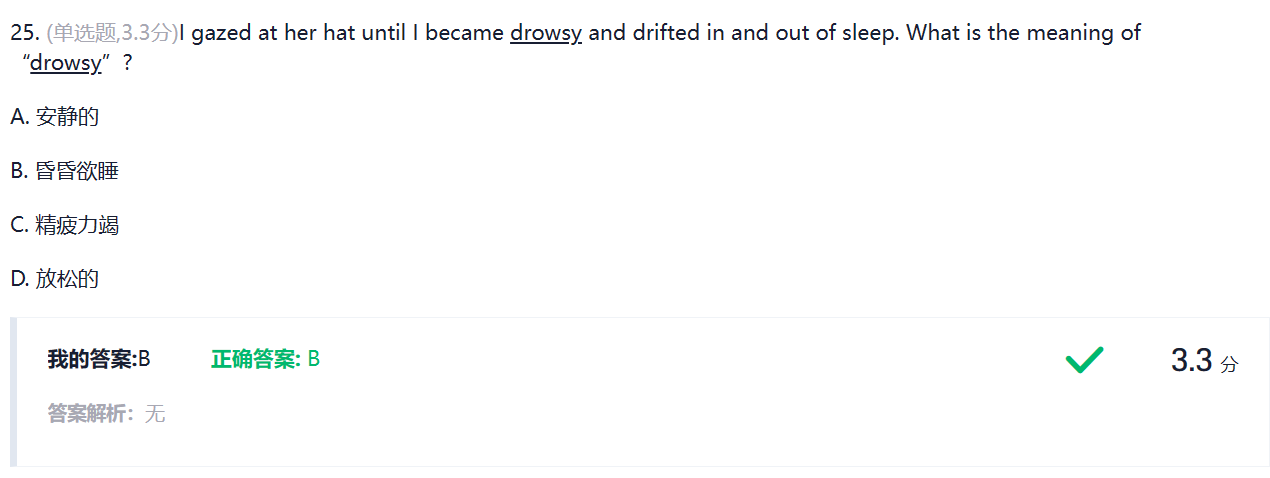 25. (单选题,3.3分)I gazed at her hat until I became drowsy and drifted in and out of sleep. What is the meaning of
“drowsy”？
A. 安静的
B. 昏昏欲睡
C. 精疲力竭
D. 放松的
我的答案:B 正确答案: B 3.3 分
答案解析：无